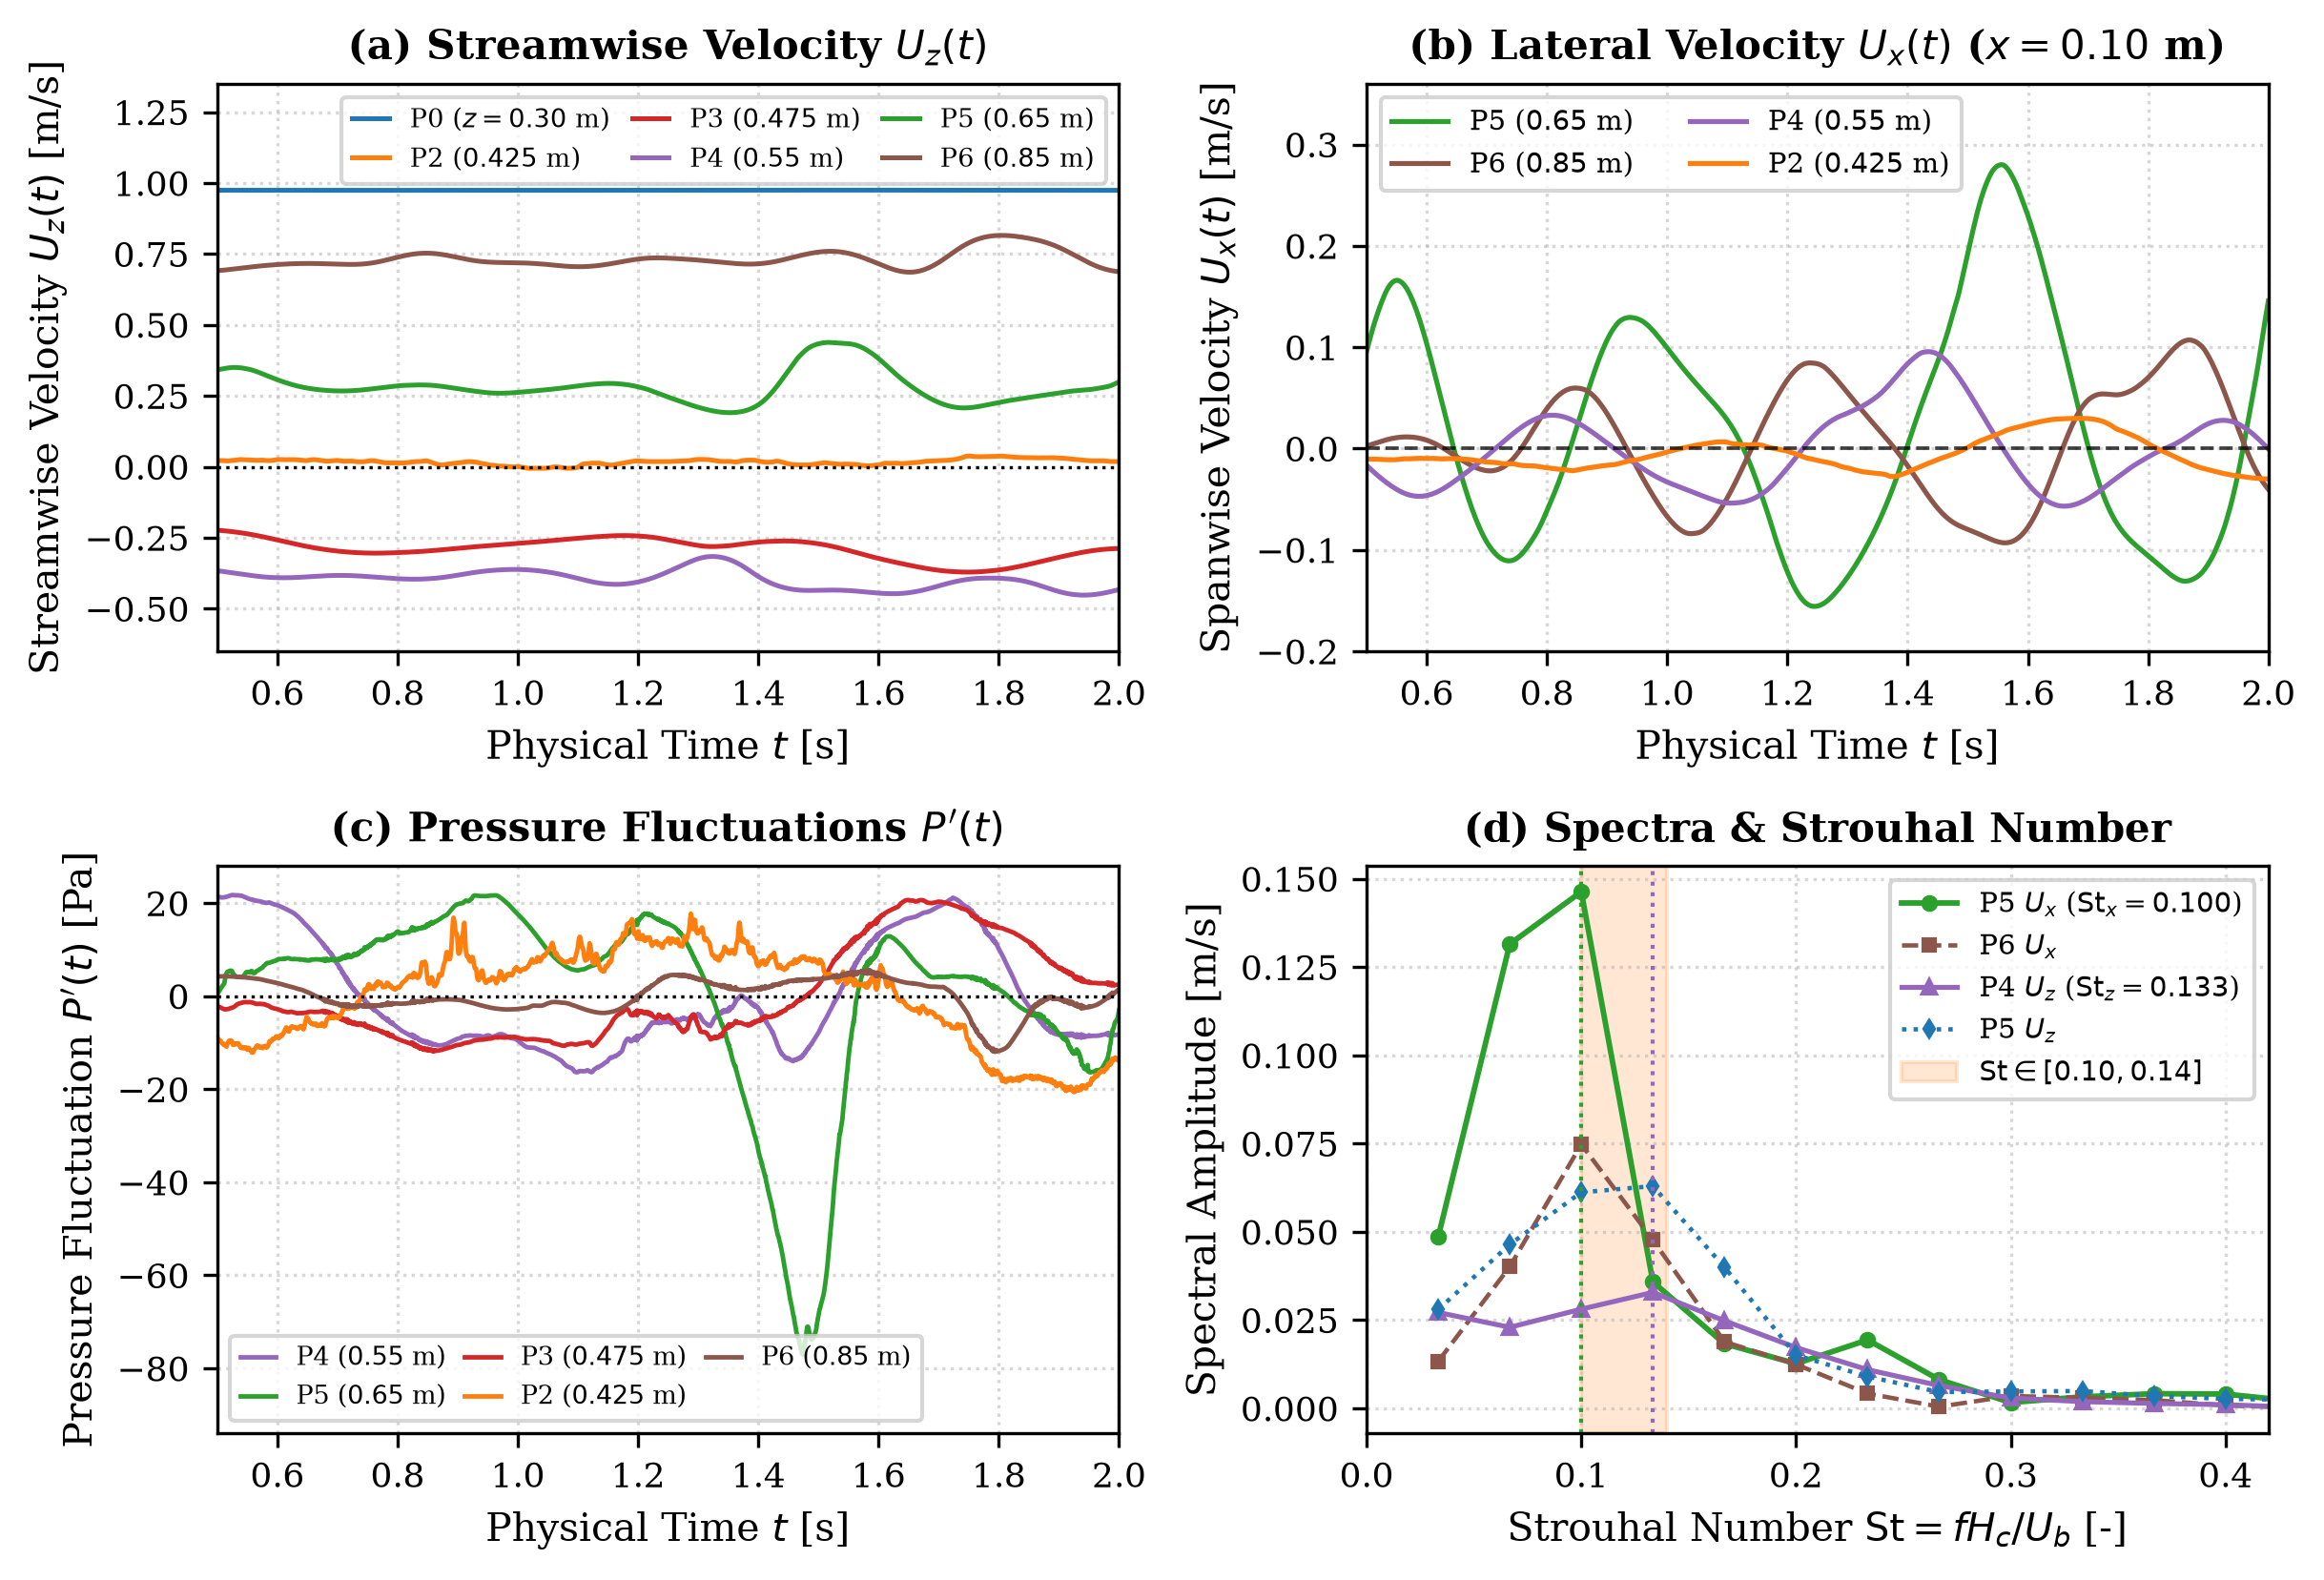 (a) Streamwise Velocity U_z(t)
Streamwise Velocity U_z(t) [m/s]
1.25
1.00
0.75
0.50
0.25
0.00
−0.25
−0.50
P0 (z = 0.30 m)
P2 (0.425 m)
P3 (0.475 m)
P4 (0.55 m)
P5 (0.65 m)
P6 (0.85 m)
0.6 0.8 1.0 1.2 1.4 1.6 1.8 2.0
Physical Time t [s]
(b) Lateral Velocity U_x(t) (x = 0.10 m)
Spanwise Velocity U_x(t) [m/s]
0.3
0.2
0.1
0.0
−0.1
−0.2
P5 (0.65 m)
P6 (0.85 m)
P4 (0.55 m)
P2 (0.425 m)
0.6 0.8 1.0 1.2 1.4 1.6 1.8 2.0
Physical Time t [s]
(c) Pressure Fluctuations P′(t)
Pressure Fluctuation P′(t) [Pa]
20
0
−20
−40
−60
−80
P4 (0.55 m)
P5 (0.65 m)
P3 (0.475 m)
P2 (0.425 m)
P6 (0.85 m)
0.6 0.8 1.0 1.2 1.4 1.6 1.8 2.0
Physical Time t [s]
(d) Spectra & Strouhal Number
Spectral Amplitude [m/s]
0.150
0.125
0.100
0.075
0.050
0.025
0.000
P5 U_x (St_x = 0.100)
P6 U_x
P4 U_z (St_z = 0.133)
P5 U_z
St ∈ [0.10, 0.14]
0.0 0.1 0.2 0.3 0.4
Strouhal Number St = fH_c/U_b [-]